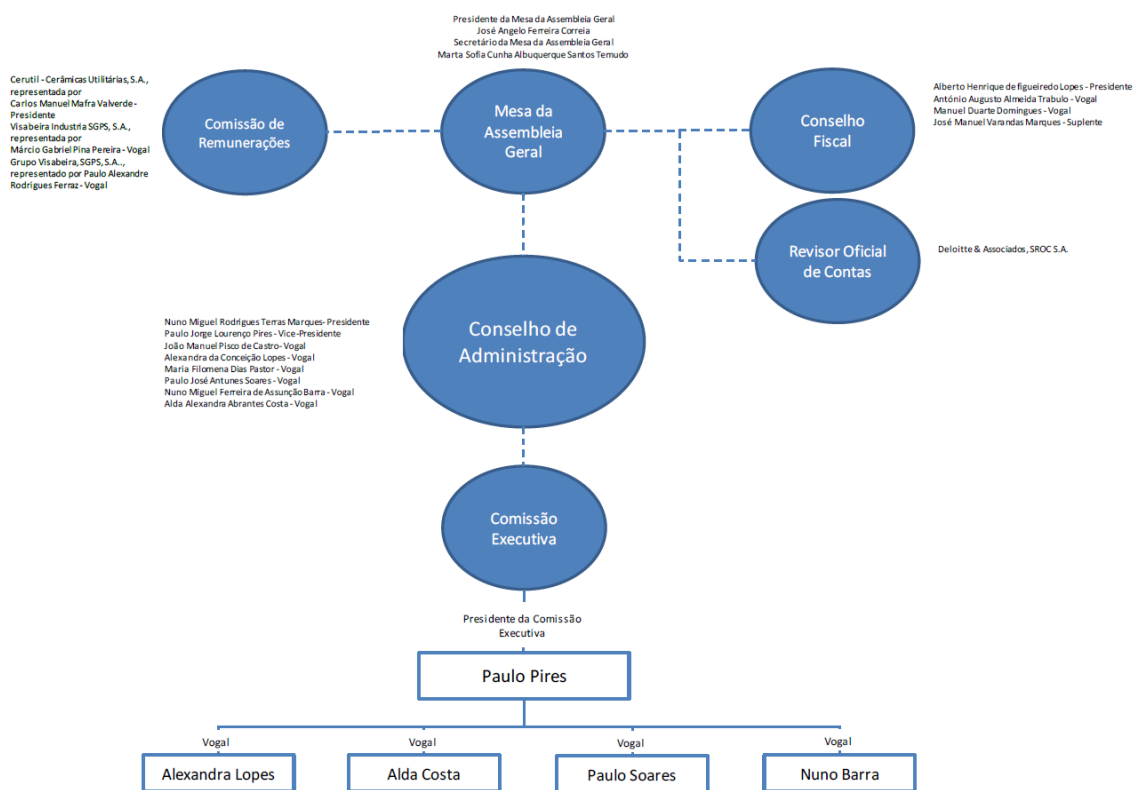 Presidente da Mesa da Assembleia Geral
José Angelo Ferreira Correia
Secretário da Mesa da Assembleia Geral
Marta Sofia Cunha Albuquerque Santos Temudo
Cerutil - Cerâmicas Utilitárias, S.A.,
representada por
Carlos Manuel Mafra Valverde -
Presidente
Visabeira Industria SGPS, S.A.,
representada por
Márcio Gabriel Pina Pereira - Vogal
Grupo Visabeira, SGPS, S.A..,
representado por Paulo Alexandre
Rodrigues Ferraz - Vogal
Comissão de
Remunerações
Mesa da
Assembleia
Geral
Conselho
Fiscal
Alberto Henrique de figueiredo Lopes - Presidente
António Augusto Almeida Trabulo - Vogal
Manuel Duarte Domingues - Vogal
José Manuel Varandas Marques - Suplente
Revisor Oficial
de Contas
Deloitte & Associados, SROC S.A.
Nuno Miguel Rodrigues Terras Marques- Presidente
Paulo Jorge Lourenço Pires - Vice-Presidente
João Manuel Pisco de Castro- Vogal
Alexandra da Conceição Lopes - Vogal
Maria Filomena Dias Pastor - Vogal
Paulo José Antunes Soares - Vogal
Nuno Miguel Ferreira de Assunção Barra - Vogal
Alda Alexandra Abrantes Costa - Vogal
Conselho de
Administração
Comissão
Executiva
Presidente da Comissão
Executiva
Paulo Pires
Vogal
Vogal
Vogal
Vogal
Alexandra Lopes
Alda Costa
Paulo Soares
Nuno Barra